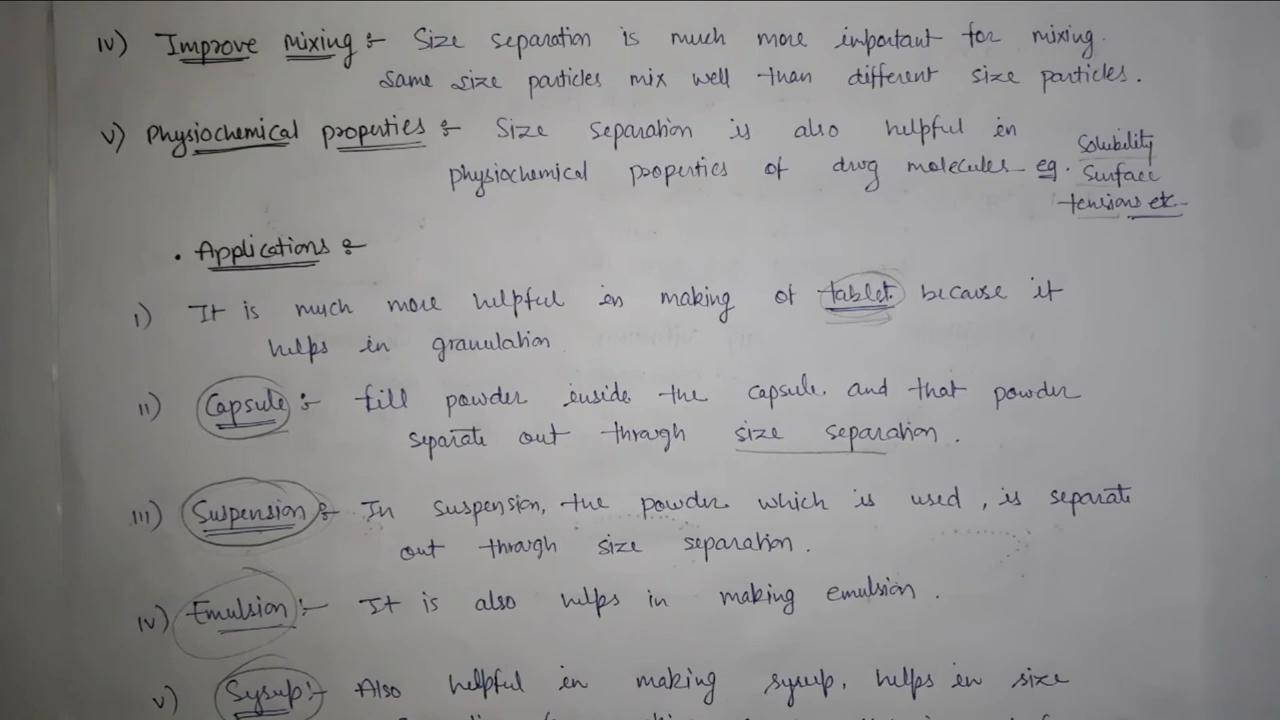 IV) Improve mixing :- Size separation is much more inportant for mixing.
same size particles mix well than different size particles.
V) Physiochemical properties :- Size separation is also helpful in
physiochemical properties of drug molecules eg. Solubility
Surface
tensions etc
• Applications :-
i) It is much more helpful in making of tablet. because it
helps in granulation
ii) Capsule :- fill powder inside the capsule. and that powder
separate out through size separation.
iii) Suspension :- In suspension, the powder which is used, is separate
out through size separation.
iv) Emulsion :- It is also helps in making emulsion.
v) Sysup :- Also helpful in making syrup, helps in size